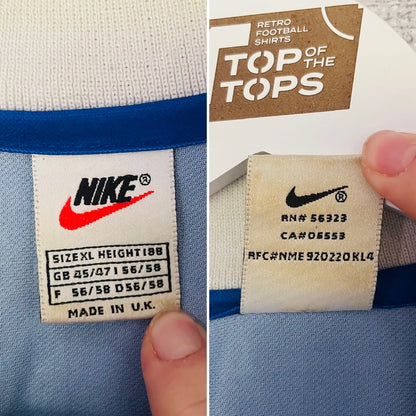 NIKE®
SIZE XL HEIGHT 188
GB 45/47 I 56/58
F 56/58 D 56/58
MADE IN U.K.
RETRO
FOOTBALL
SHIRTS
TOP OF
THE
TOPS
®
RN# 56323
CA#06553
RFC#NME 920220 KL4